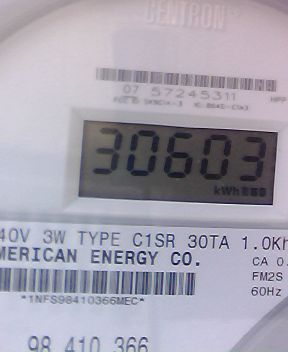 CENTRON
07 57245311
30603
kWh
40V 3W TYPE C1SR 30TA 1.0Kh
MERICAN ENERGY CO.
CA 0.
FM2S
60Hz
*1NFS98410366MEC*
98 410 366